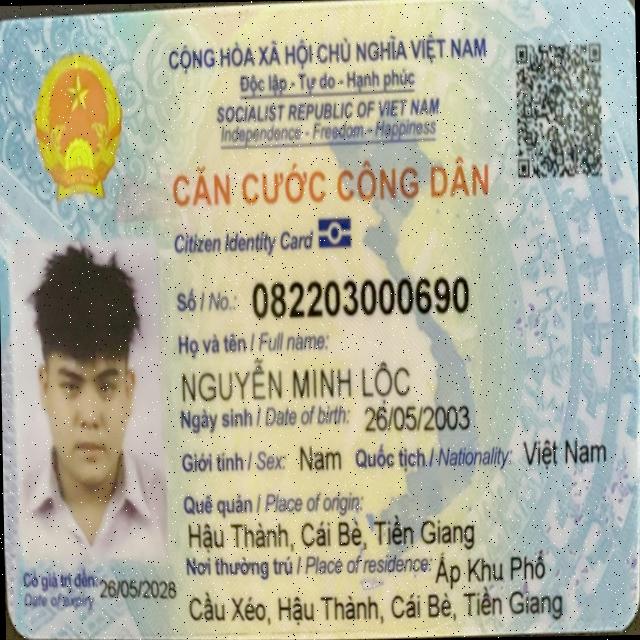 CỘNG HÒA XÃ HỘI CHỦ NGHĨA VIỆT NAM
Độc lập - Tự do - Hạnh phúc
SOCIALIST REPUBLIC OF VIET NAM
Independence - Freedom - Happiness
CĂN CƯỚC CÔNG DÂN
Citizen Identity Card
Số / No.: 082203000690
Họ và tên / Full name:
NGUYỄN MINH LỘC
Ngày sinh / Date of birth: 26/05/2003
Giới tính / Sex: Nam Quốc tịch / Nationality: Việt Nam
Quê quán / Place of origin:
Hậu Thành, Cái Bè, Tiền Giang
Nơi thường trú / Place of residence: Ấp Khu Phố
Cầu Xéo, Hậu Thành, Cái Bè, Tiền Giang
Có giá trị đến: 26/05/2028
Date of expiry